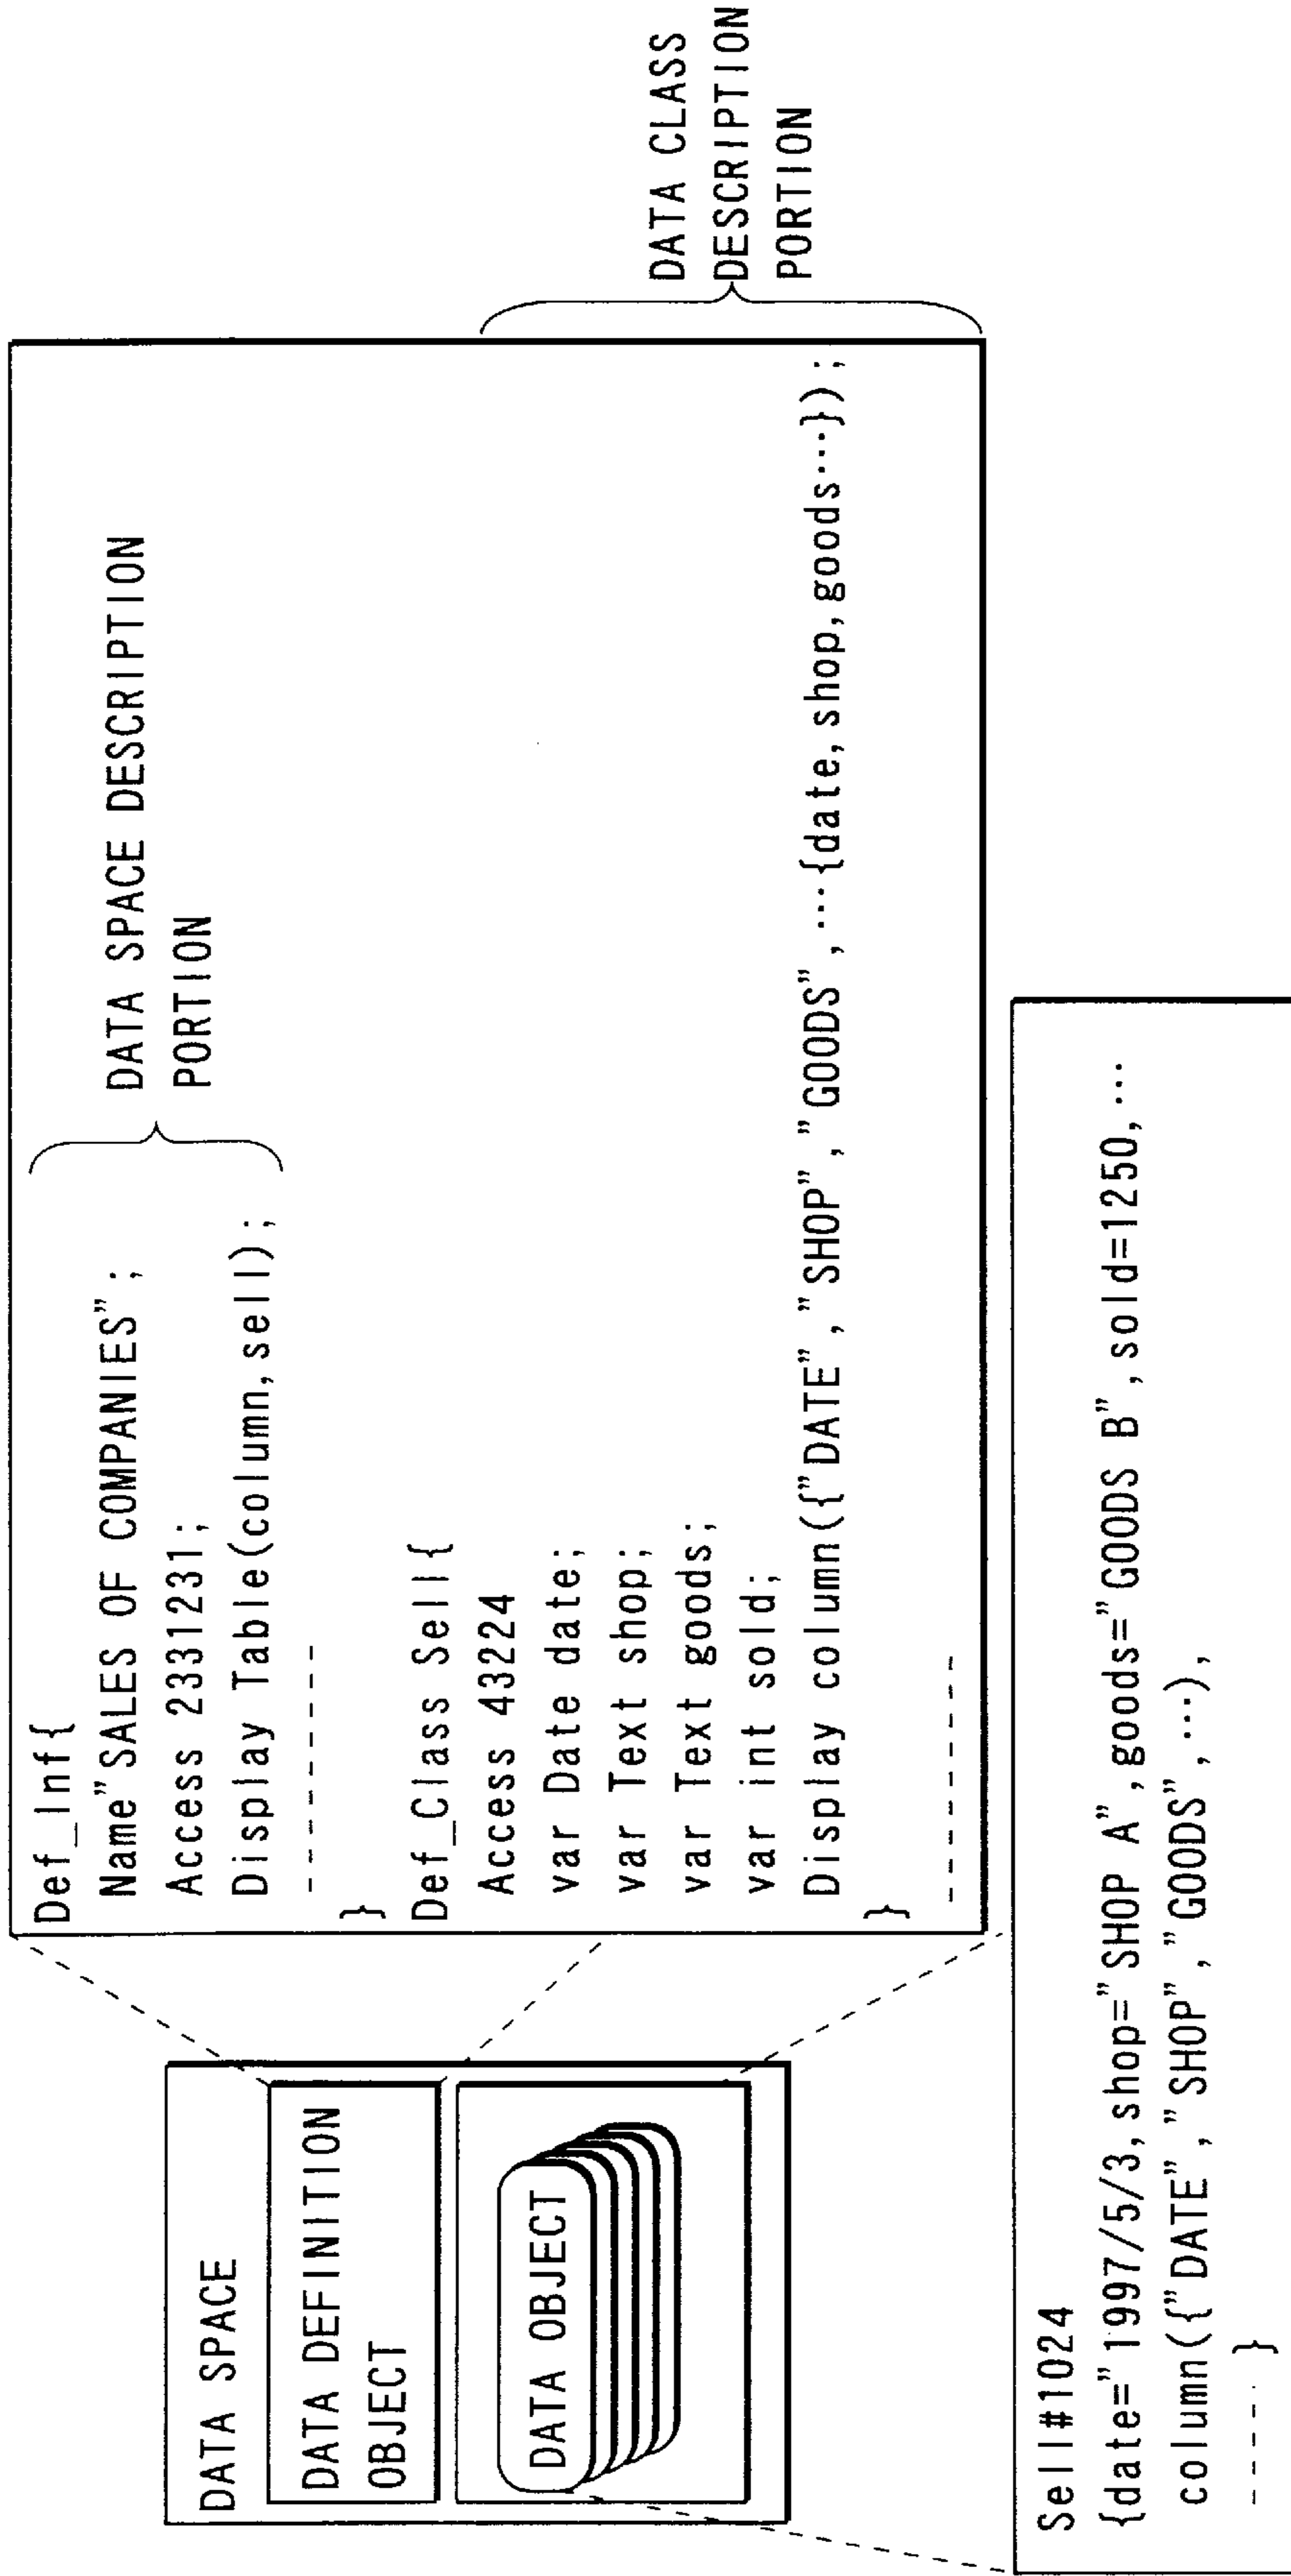 DATA SPACE
DATA DEFINITION
OBJECT
DATA OBJECT
Def_Inf{
Name"SALES OF COMPANIES";
Access 2331231;
Display Table(column,sell);
------
}
DATA SPACE DESCRIPTION
PORTION
Def_Class Sell{
Access 43224
var Date date;
var Text shop;
var Text goods;
var int sold;
Display column({"DATE","SHOP","GOODS",…{date,shop,goods…});
}
------
DATA CLASS
DESCRIPTION
PORTION
Sell#1024
{date="1997/5/3,shop="SHOP A",goods="GOODS B",sold=1250,…
column({"DATE","SHOP","GOODS",…),
-----}